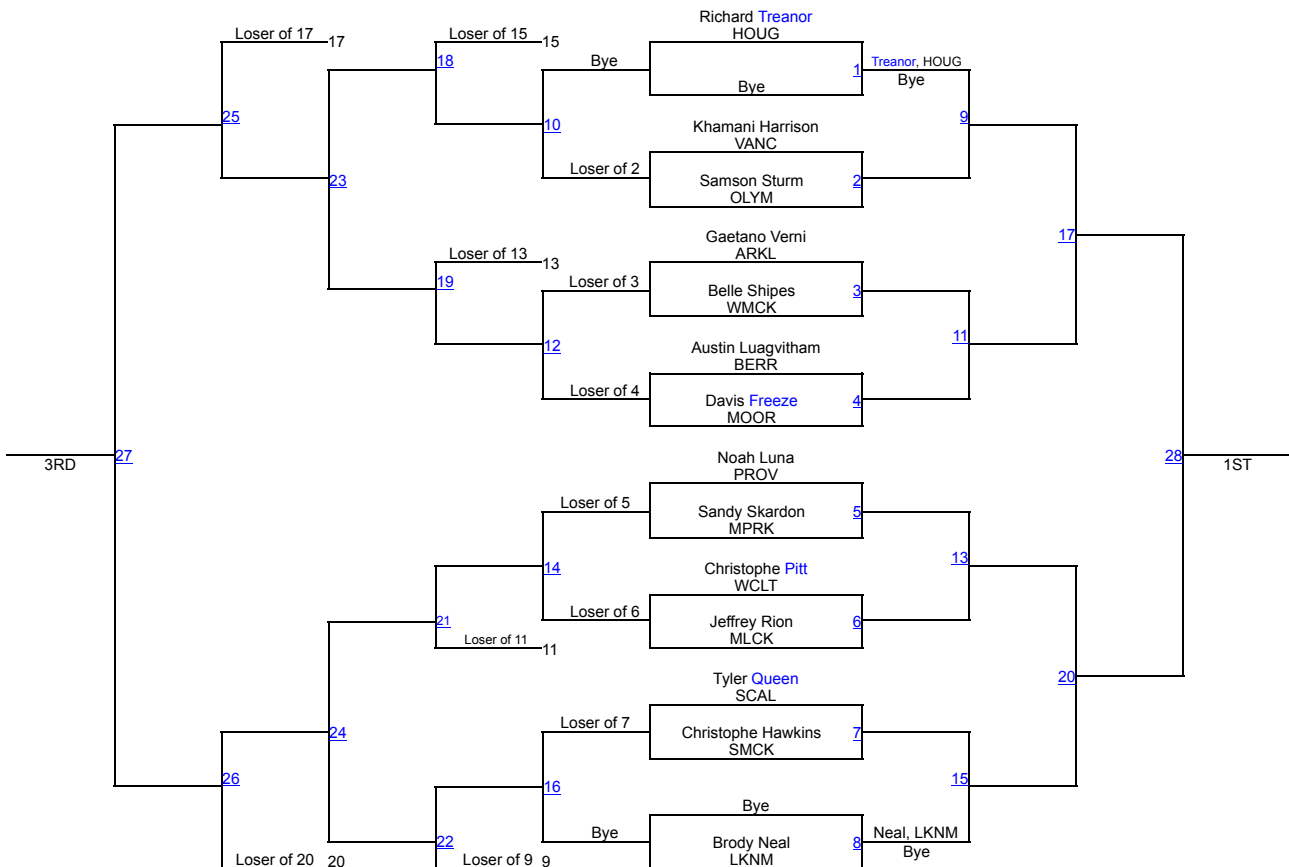 Richard Treanor
Loser of 17 17
Loser of 15 15
HOUG
18
Bye
1
Treanor, HOUG
Bye
Bye
25
10
Khamani Harrison
9
VANC
Loser of 2
23
Samson Sturm
2
OLYM
Gaetano Verni
17
Loser of 13 13
ARKL
19
Loser of 3
Belle Shipes
3
WMCK
12
11
Austin Luagvitham
BERR
Loser of 4
Davis Freeze
4
MOOR
27
3RD
Noah Luna
28
1ST
PROV
Loser of 5
Sandy Skardon
5
MPRK
14
Christophe Pitt
13
WCLT
Loser of 6
21
Jeffrey Rion
6
MLCK
Loser of 11 11
Tyler Queen
20
SCAL
Loser of 7
24
Christophe Hawkins
7
SMCK
26
16
15
Bye
Bye
22
Brody Neal
8
Neal, LKNM
Bye
Loser of 20 20
Loser of 9 9
LKNM